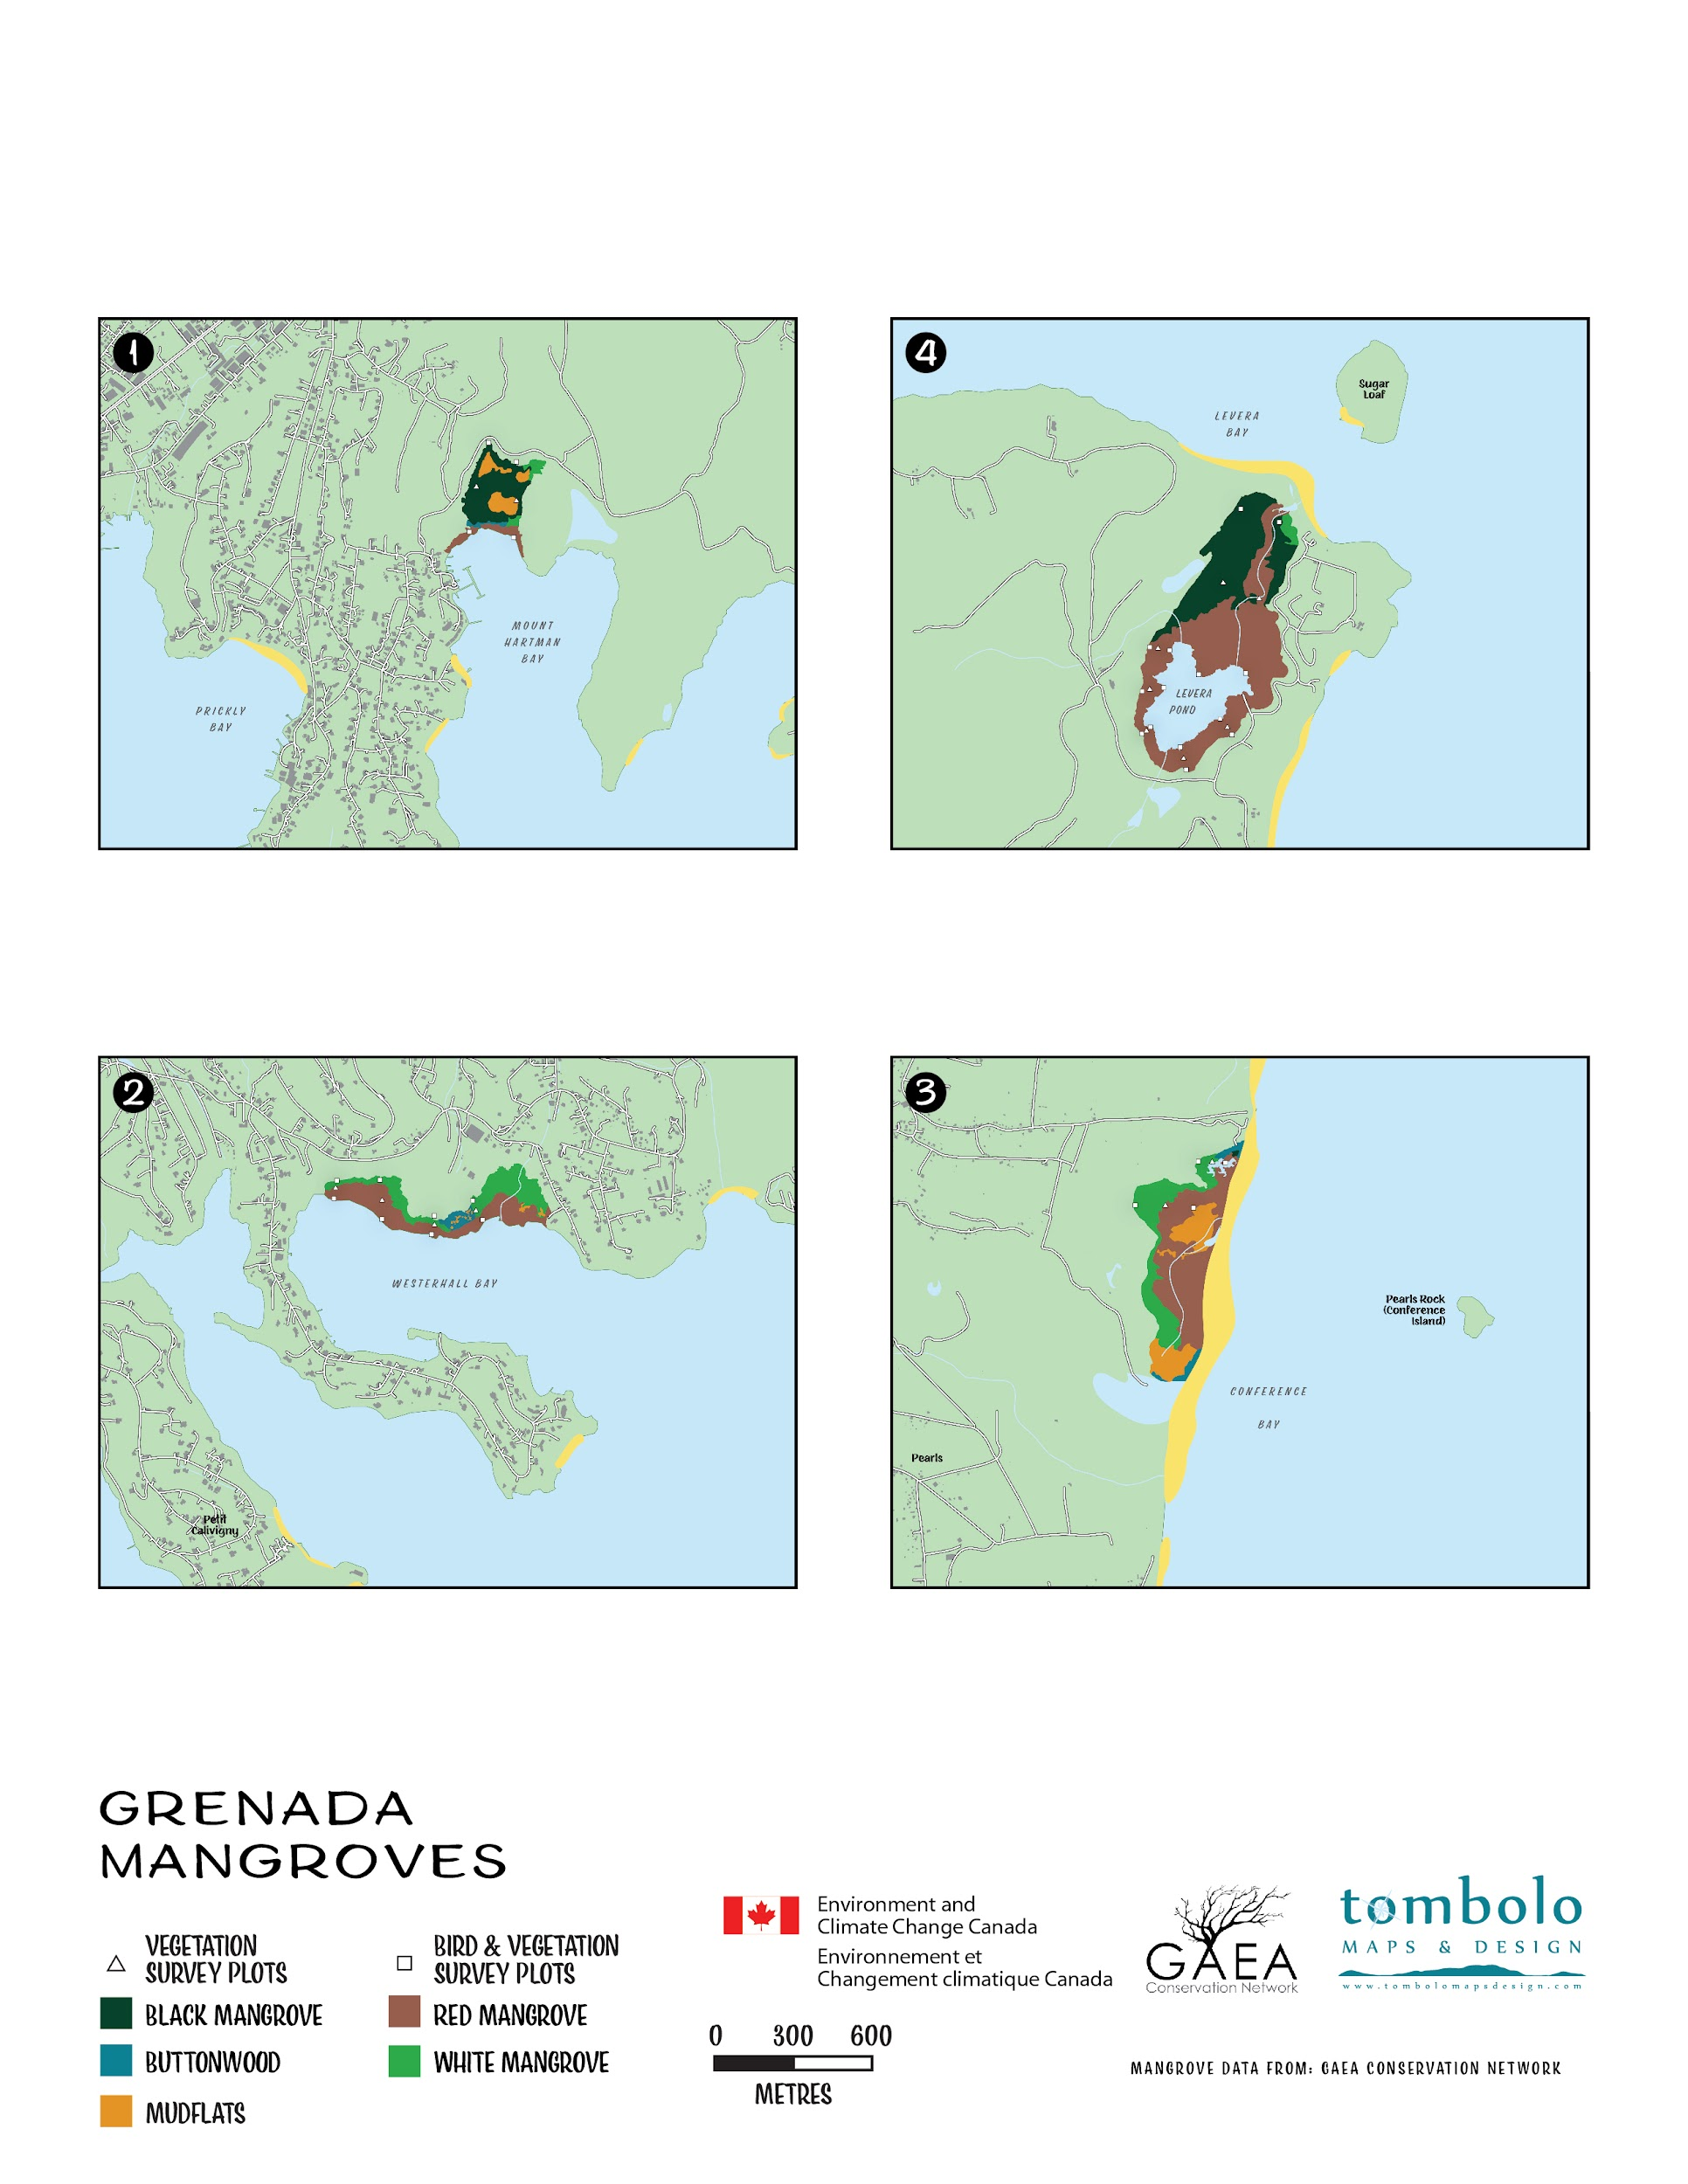 1
PRICKLY
BAY
MOUNT
HARTMAN
BAY
4
LEVERA
BAY
Sugar
Loaf
LEVERA
POND
2
WESTERHALL BAY
Petit
Calivigny
3
Pearls Rock
(Conference
Island)
CONFERENCE
BAY
Pearls
GRENADA
MANGROVES
VEGETATION
SURVEY PLOTS
BIRD & VEGETATION
SURVEY PLOTS
BLACK MANGROVE
RED MANGROVE
BUTTONWOOD
WHITE MANGROVE
MUDFLATS
Environment and
Climate Change Canada
Environnement et
Changement climatique Canada
0 300 600
METRES
GAEA
Conservation Network
tombolo
MAPS & DESIGN
www.tombolomapsdesign.com
MANGROVE DATA FROM: GAEA CONSERVATION NETWORK